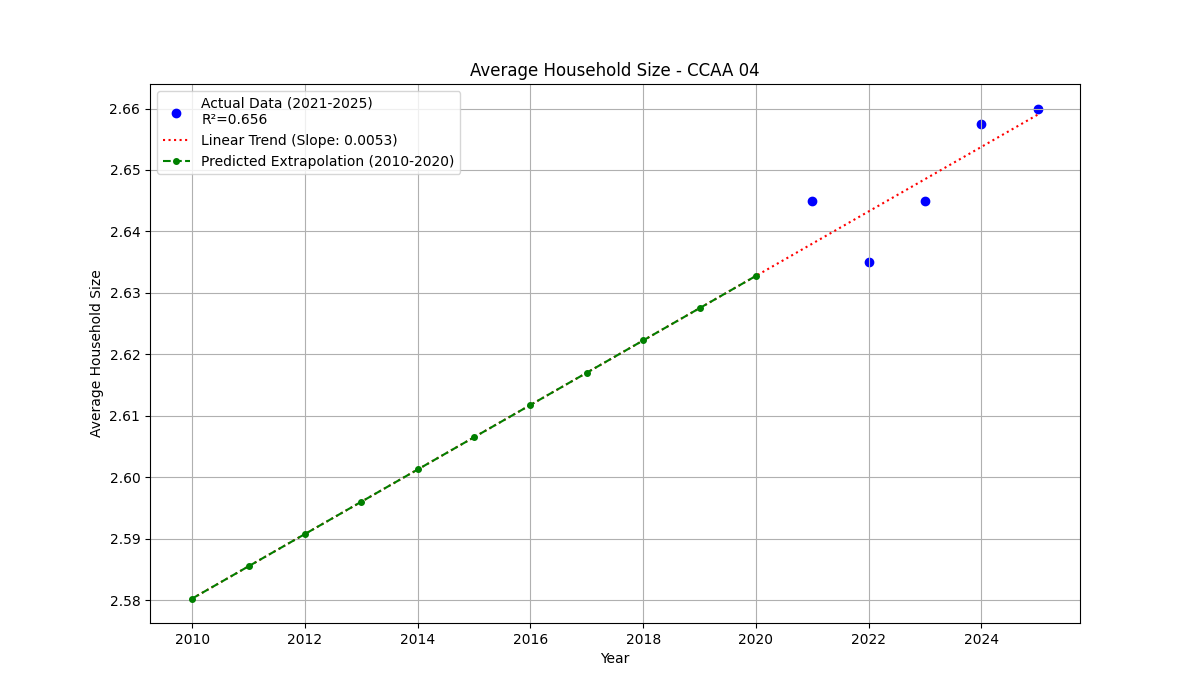 Average Household Size - CCAA 04
Actual Data (2021-2025)
R²=0.656
Linear Trend (Slope: 0.0053)
Predicted Extrapolation (2010-2020)
Average Household Size
2.66
2.65
2.64
2.63
2.62
2.61
2.60
2.59
2.58
2010 2012 2014 2016 2018 2020 2022 2024
Year